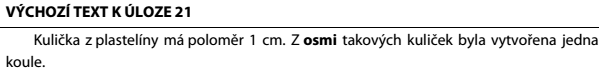 VÝCHOZÍ TEXT K ÚLOZE 21
Kulička z plastelíny má poloměr 1 cm. Z osmi takových kuliček byla vytvořena jedna
koule.